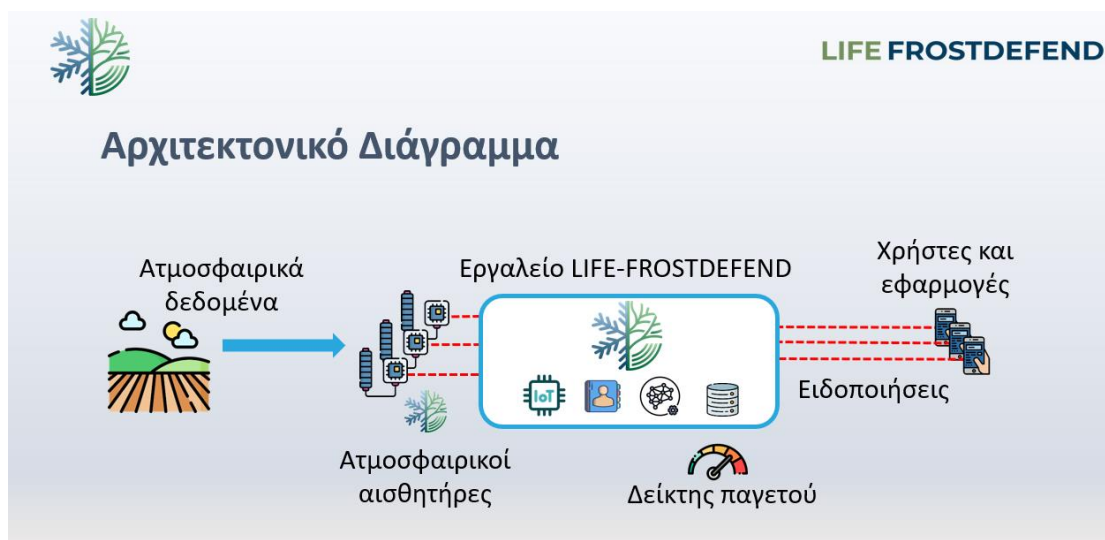 LIFE FROSTDEFEND
Αρχιτεκτονικό Διάγραμμα
Ατμοσφαιρικά
δεδομένα
Εργαλείο LIFE-FROSTDEFEND
Χρήστες και
εφαρμογές
IoT
Ειδοποιήσεις
Ατμοσφαιρικοί
αισθητήρες
Δείκτης παγετού